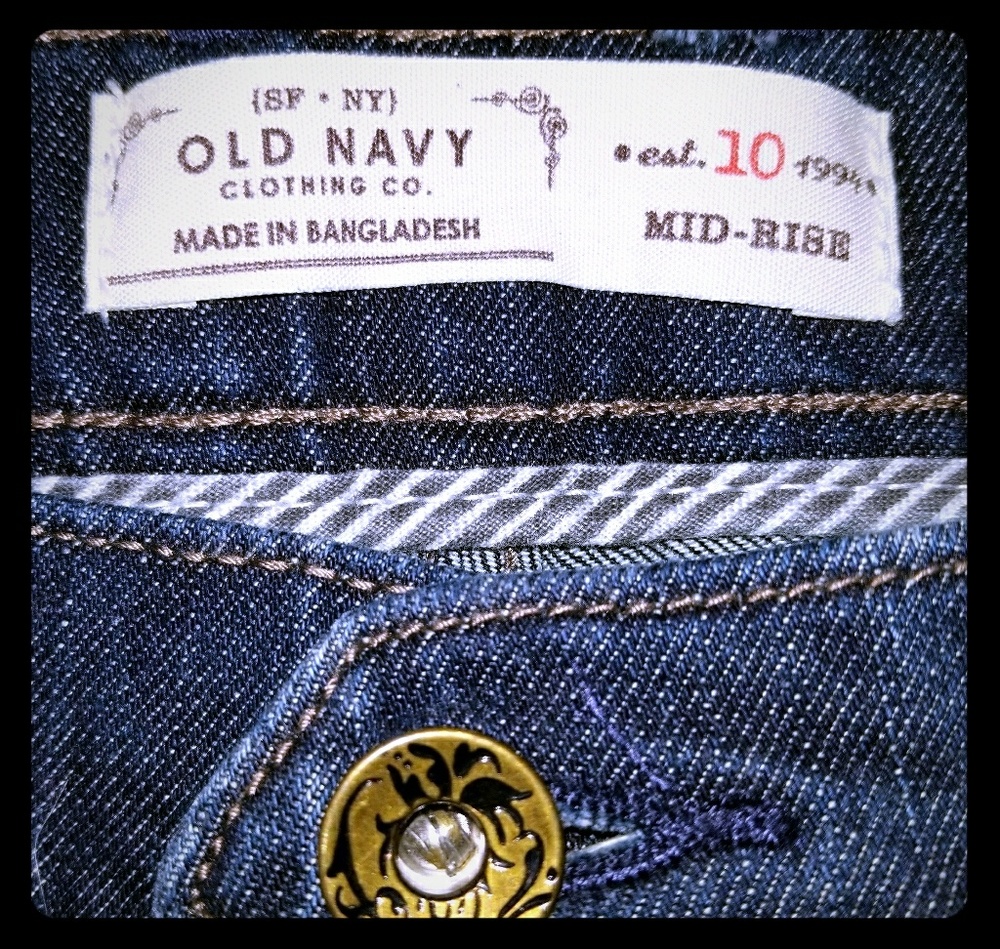 {SF • NY}
OLD NAVY
CLOTHING CO.
MADE IN BANGLADESH
•est. 10 1994•
MID-RISE